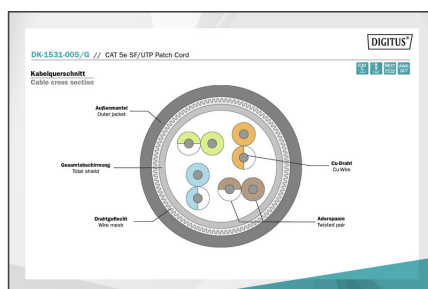 DIGITUS®
DK-1531-005/G // CAT 5e SF/UTP Patch Cord
Kabelquerschnitt
Cable cross section
Außenmantel
Outer jacket
Gesamtabschirmung
Total shield
Drahtgeflecht
Wire mesh
Cu-Draht
Cu-Wire
Aderpaare
Twisted pair